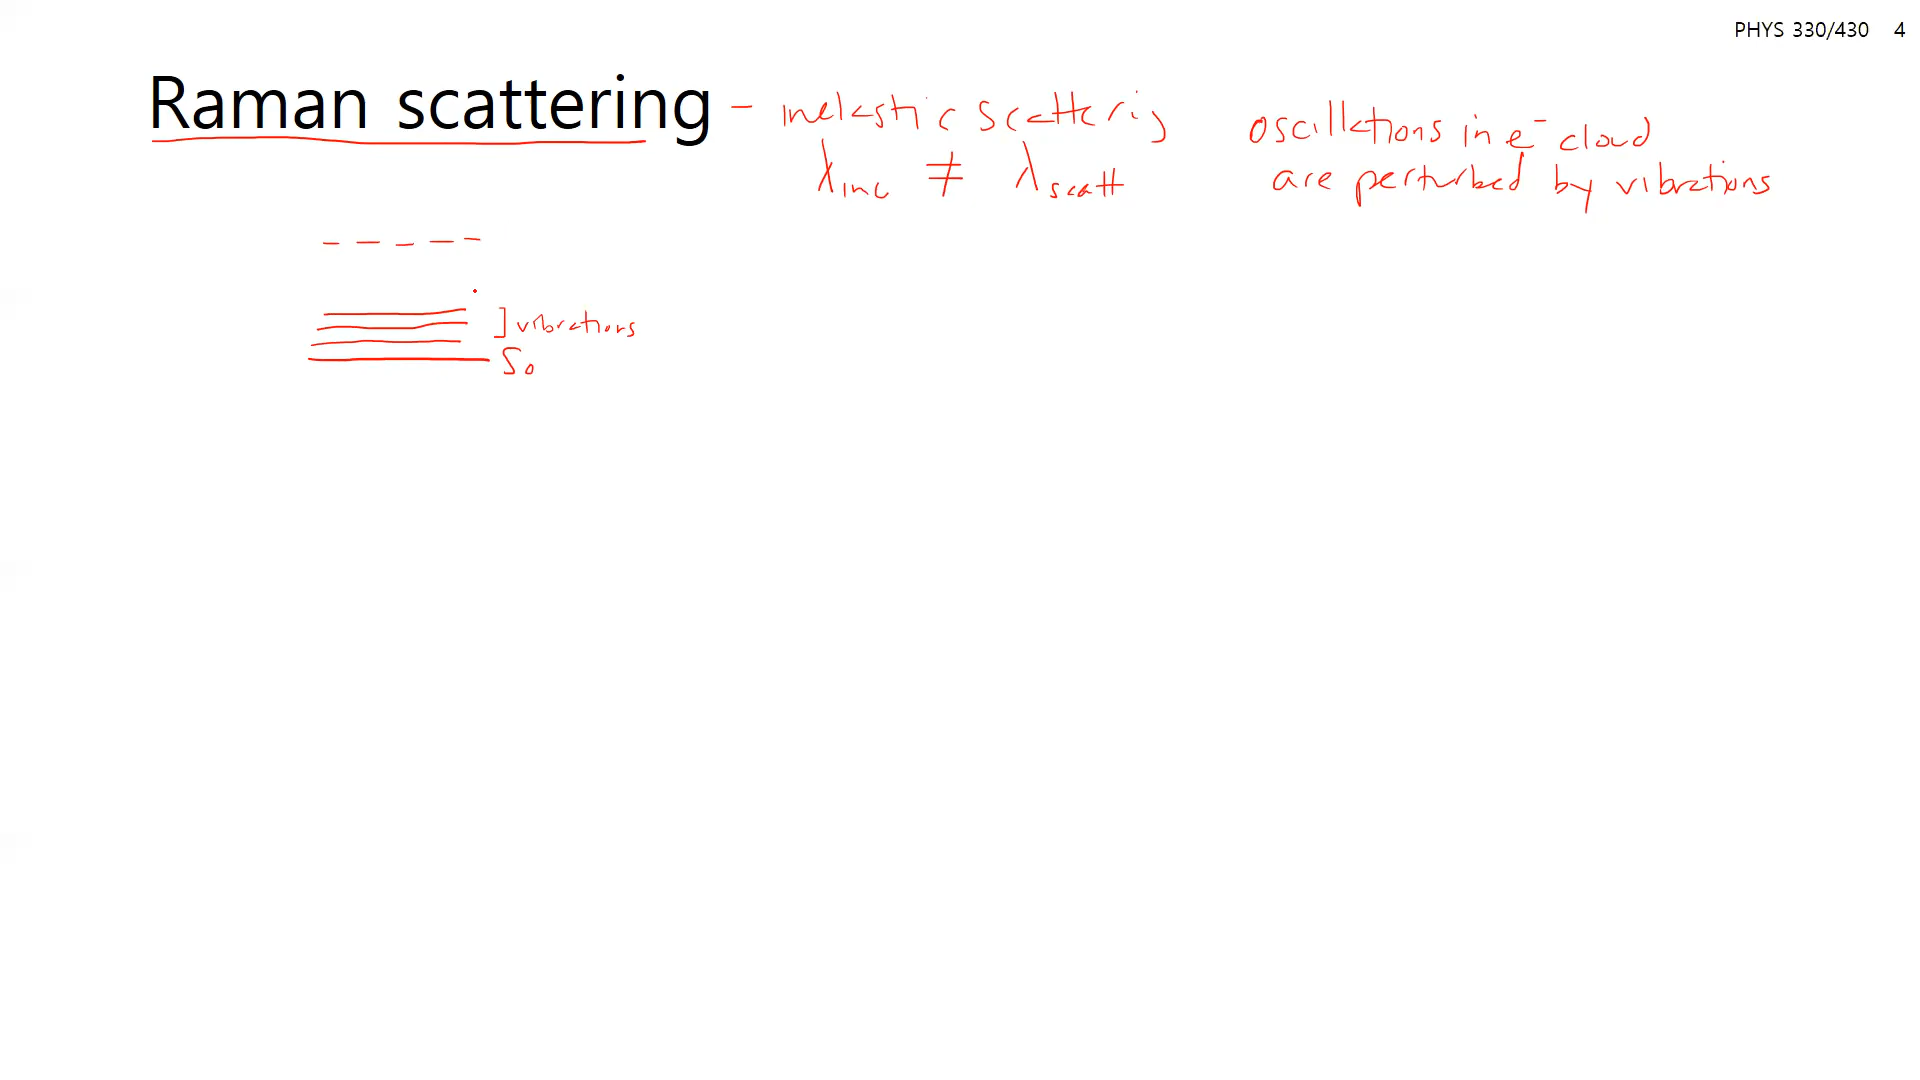 PHYS 330/430 4
Raman scattering - inelastic scattering
λinc ≠ λscatt
oscillations in e⁻ cloud
are perturbed by vibrations
] vibrations
S₀